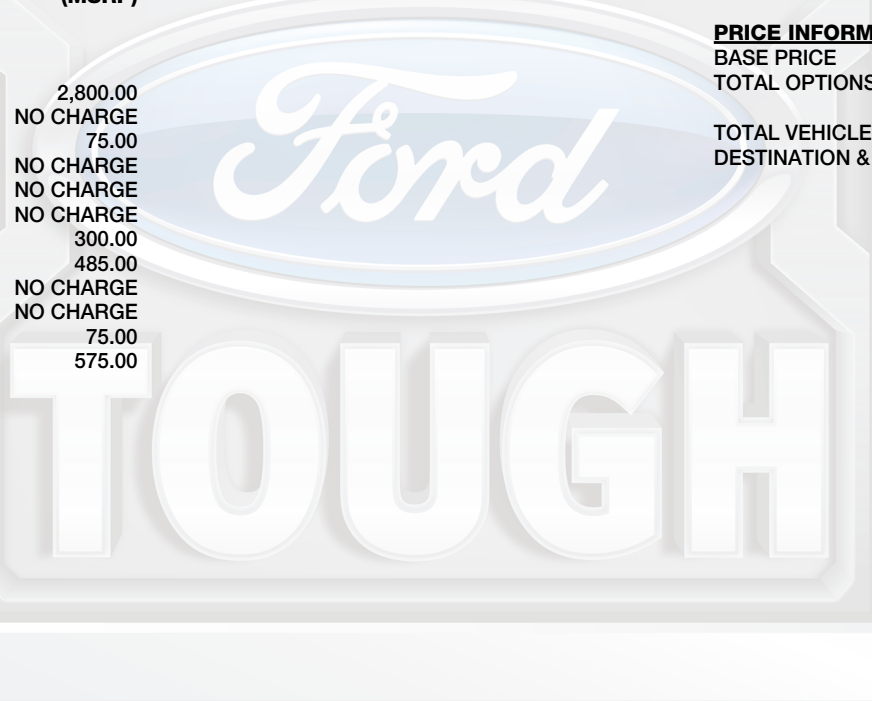 (MSRP)
2,800.00
NO CHARGE
75.00
NO CHARGE
NO CHARGE
NO CHARGE
300.00
485.00
NO CHARGE
NO CHARGE
75.00
575.00
PRICE INFORM
BASE PRICE
TOTAL OPTIONS
TOTAL VEHICLE
DESTINATION &
Ford
TOUGH